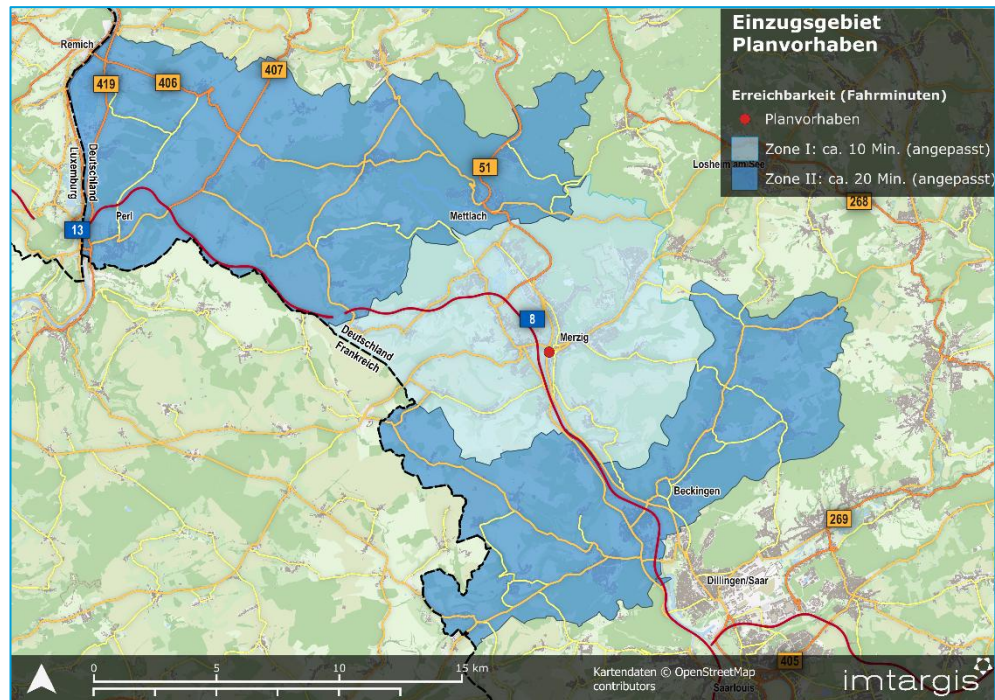 Einzugsgebiet
Planvorhaben
Erreichbarkeit (Fahrminuten)
Planvorhaben
Zone I: ca. 10 Min. (angepasst)
Zone II: ca. 20 Min. (angepasst)
Remich
419
406
407
Deutschland
Luxemburg
51
Losheim am See
268
Perl
13
Mettlach
8
Deutschland
Frankreich
Merzig
Beckingen
269
Dillingen/Saar
405
Saarlouis
0
5
10
15 km
Kartendaten © OpenStreetMap
contributors
imtargis